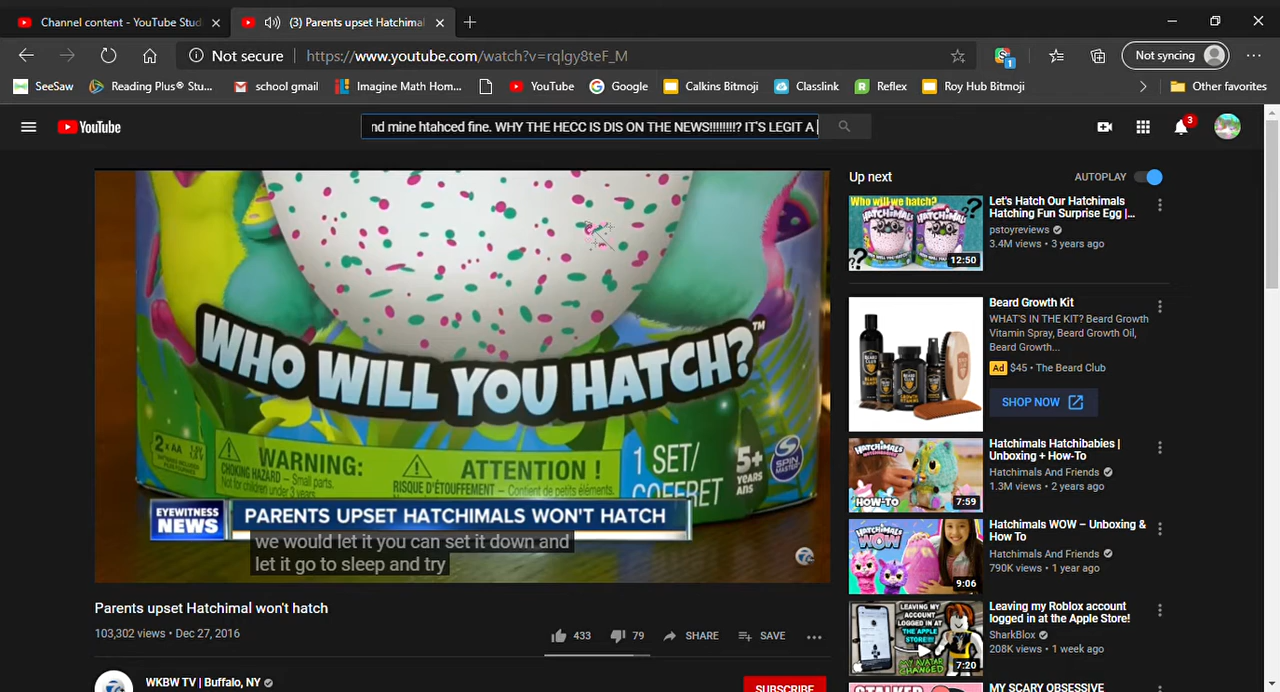 Channel content - YouTube Stud
(3) Parents upset Hatchimal
Not secure
https://www.youtube.com/watch?v=rqlgy8teF_M
1
Not syncing
SeeSaw
Reading Plus® Stu...
school gmail
Imagine Math Hom...
YouTube
Google
Calkins Bitmoji
Classlink
Reflex
Roy Hub Bitmoji
Other favorites
YouTube
nd mine htahced fine. WHY THE HECC IS DIS ON THE NEWS!!!!!!!!? IT'S LEGIT A
3
WHO WILL YOU HATCH?™
2 x AA
WARNING:
CHOKING HAZARD – Small parts.
Not for children under 3 years.
ATTENTION !
RISQUE D'ÉTOUFFEMENT – Contient de petits éléments.
1 SET/
COFFRET
5+
YEARS
ANS
SPIN
MASTER
EYEWITNESS
NEWS
PARENTS UPSET HATCHIMALS WON'T HATCH
we would let it you can set it down and
let it go to sleep and try
7
Parents upset Hatchimal won't hatch
103,302 views • Dec 27, 2016
433
79
SHARE
SAVE
WKBW TV | Buffalo, NY
SUBSCRIBE
Up next
AUTOPLAY
Who will we hatch?
HATCHIMALS
HATCHIMALS
12:50
Let's Hatch Our Hatchimals
Hatching Fun Surprise Egg |...
pstoyreviews
3.4M views • 3 years ago
Beard Growth Kit
WHAT'S IN THE KIT? Beard Growth
Vitamin Spray, Beard Growth Oil,
Beard Growth...
Ad $45 • The Beard Club
SHOP NOW
HOW-TO
7:59
Hatchimals Hatchibabies |
Unboxing + How-To
Hatchimals And Friends
1.3M views • 2 years ago
WOW
9:06
Hatchimals WOW – Unboxing &
How To
Hatchimals And Friends
790K views • 1 year ago
LEAVING MY
ACCOUNT
LOGGED IN AT
THE APPLE
STORE!!!
MY AVATAR
CHANGED
7:20
Leaving my Roblox account
logged in at the Apple Store!
SharkBlox
208K views • 1 week ago
STALKER
MY SCARY OBSESSIVE